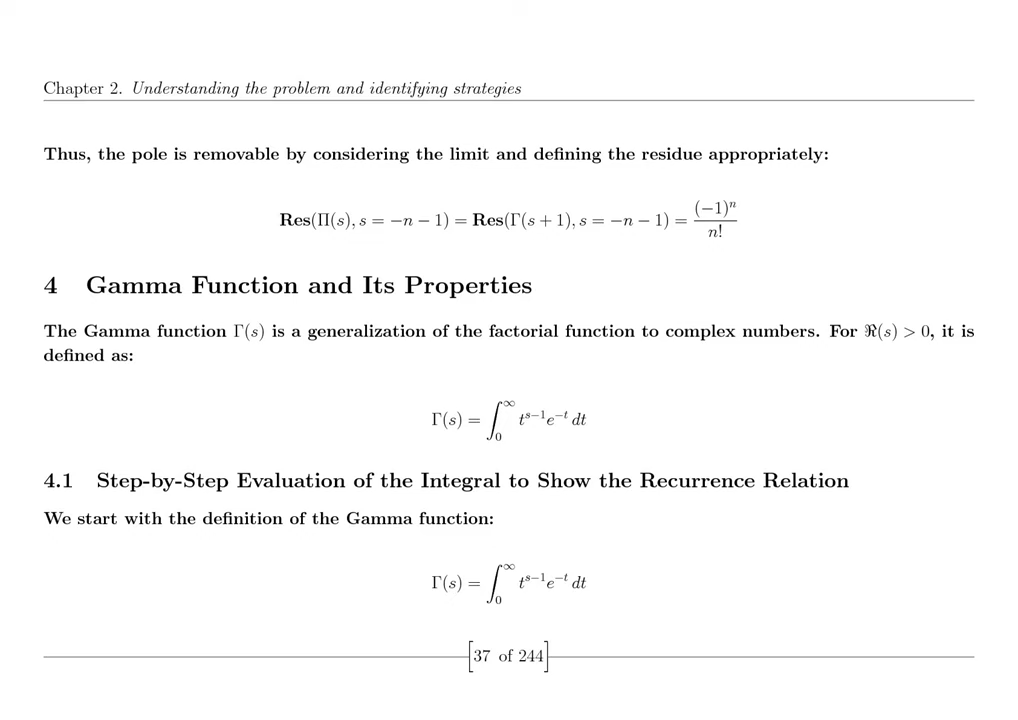 Chapter 2. Understanding the problem and identifying strategies
Thus, the pole is removable by considering the limit and defining the residue appropriately:
Res(Π(s), s = −n − 1) = Res(Γ(s + 1), s = −n − 1) = (−1)^n / n!
4 Gamma Function and Its Properties
The Gamma function Γ(s) is a generalization of the factorial function to complex numbers. For ℜ(s) > 0, it is
defined as:
Γ(s) = ∫_0^∞ t^{s−1} e^{−t} dt
4.1 Step-by-Step Evaluation of the Integral to Show the Recurrence Relation
We start with the definition of the Gamma function:
Γ(s) = ∫_0^∞ t^{s−1} e^{−t} dt
[37 of 244]